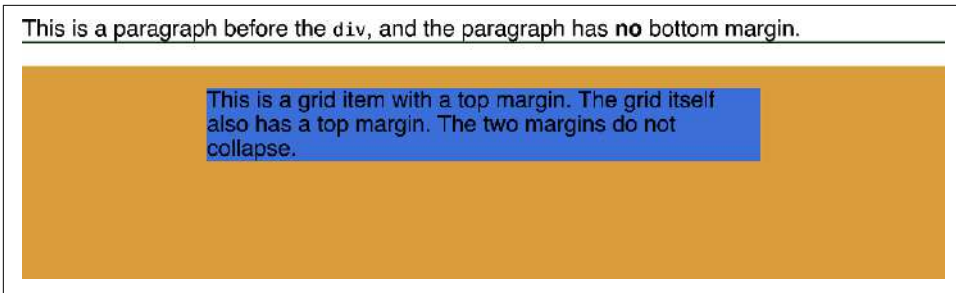 This is a paragraph before the div, and the paragraph has no bottom margin.
This is a grid item with a top margin. The grid itself
also has a top margin. The two margins do not
collapse.